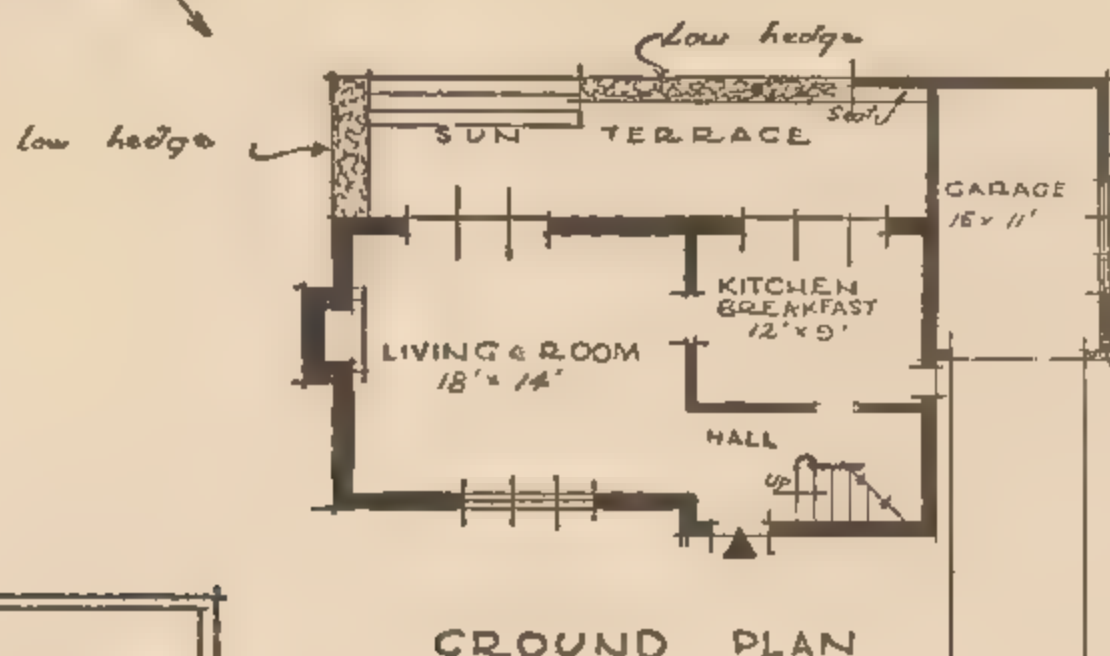 Low hedge
Low hedge
Seat
SUN TERRACE
GARAGE
16' x 11'
KITCHEN
BREAKFAST
12' x 9'
LIVING ROOM
18' x 14'
HALL
UP
GROUND PLAN